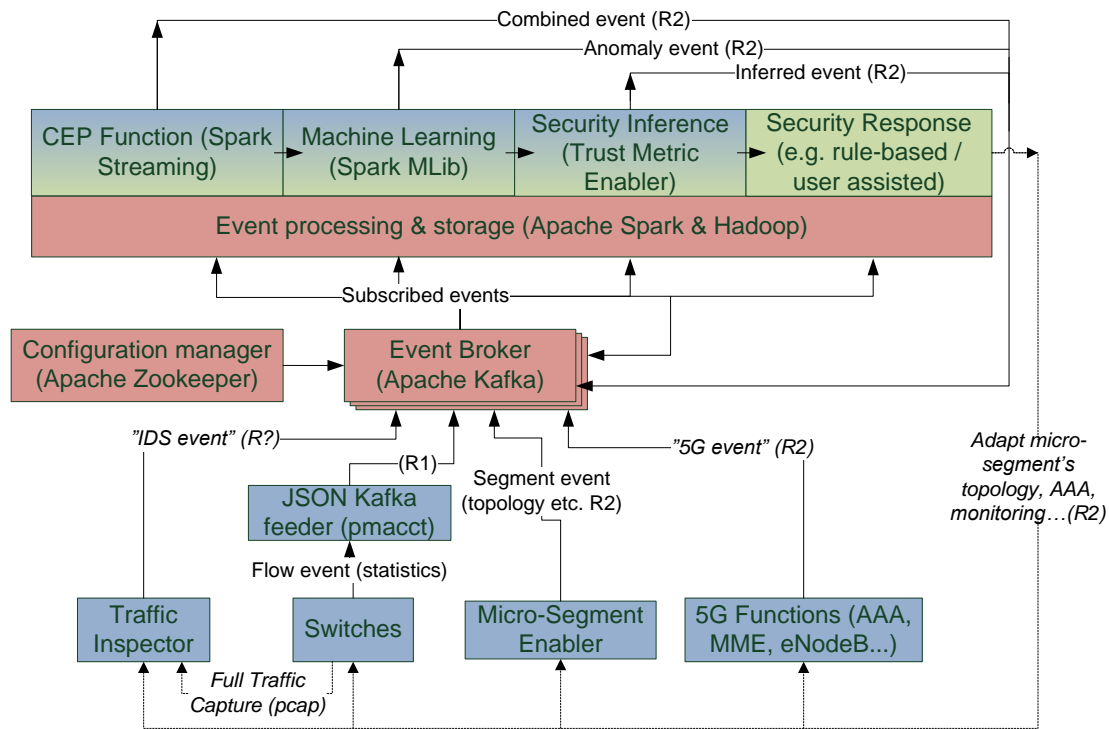 Combined event (R2)
Anomaly event (R2)
Inferred event (R2)
CEP Function (Spark
Streaming)
Machine Learning
(Spark MLib)
Security Inference
(Trust Metric
Enabler)
Security Response
(e.g. rule-based /
user assisted)
Event processing & storage (Apache Spark & Hadoop)
Subscribed events
Configuration manager
(Apache Zookeeper)
Event Broker
(Apache Kafka)
"IDS event" (R?)
(R1)
Segment event
(topology etc. R2)
"5G event" (R2)
Adapt micro-
segment's
topology, AAA,
monitoring…(R2)
JSON Kafka
feeder (pmacct)
Flow event (statistics)
Traffic
Inspector
Switches
Micro-Segment
Enabler
5G Functions (AAA,
MME, eNodeB...)
Full Traffic
Capture (pcap)